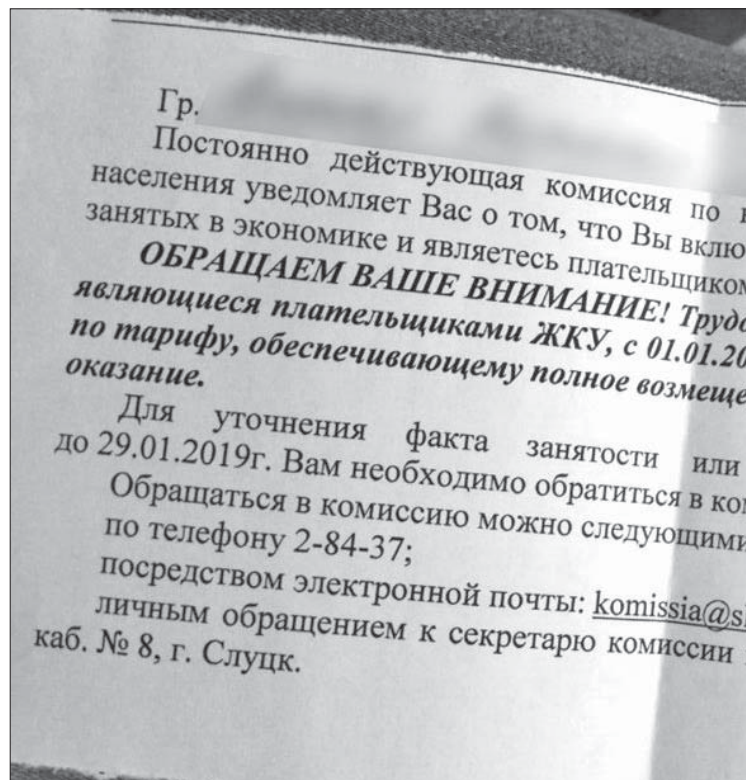 Гр.
Постоянно действующая комиссия по
населения уведомляет Вас о том, что Вы вклю
занятых в экономике и являетесь плательщиком
ОБРАЩАЕМ ВАШЕ ВНИМАНИЕ! Трудо
являющиеся плательщиками ЖКУ, с 01.01.20
по тарифу, обеспечивающему полное возмеще
оказание.
Для уточнения факта занятости или
до 29.01.2019г. Вам необходимо обратиться в ко
Обращаться в комиссию можно следующими
по телефону 2-84-37;
посредством электронной почты: komissia@sl
личным обращением к секретарю комиссии
каб. № 8, г. Слуцк.